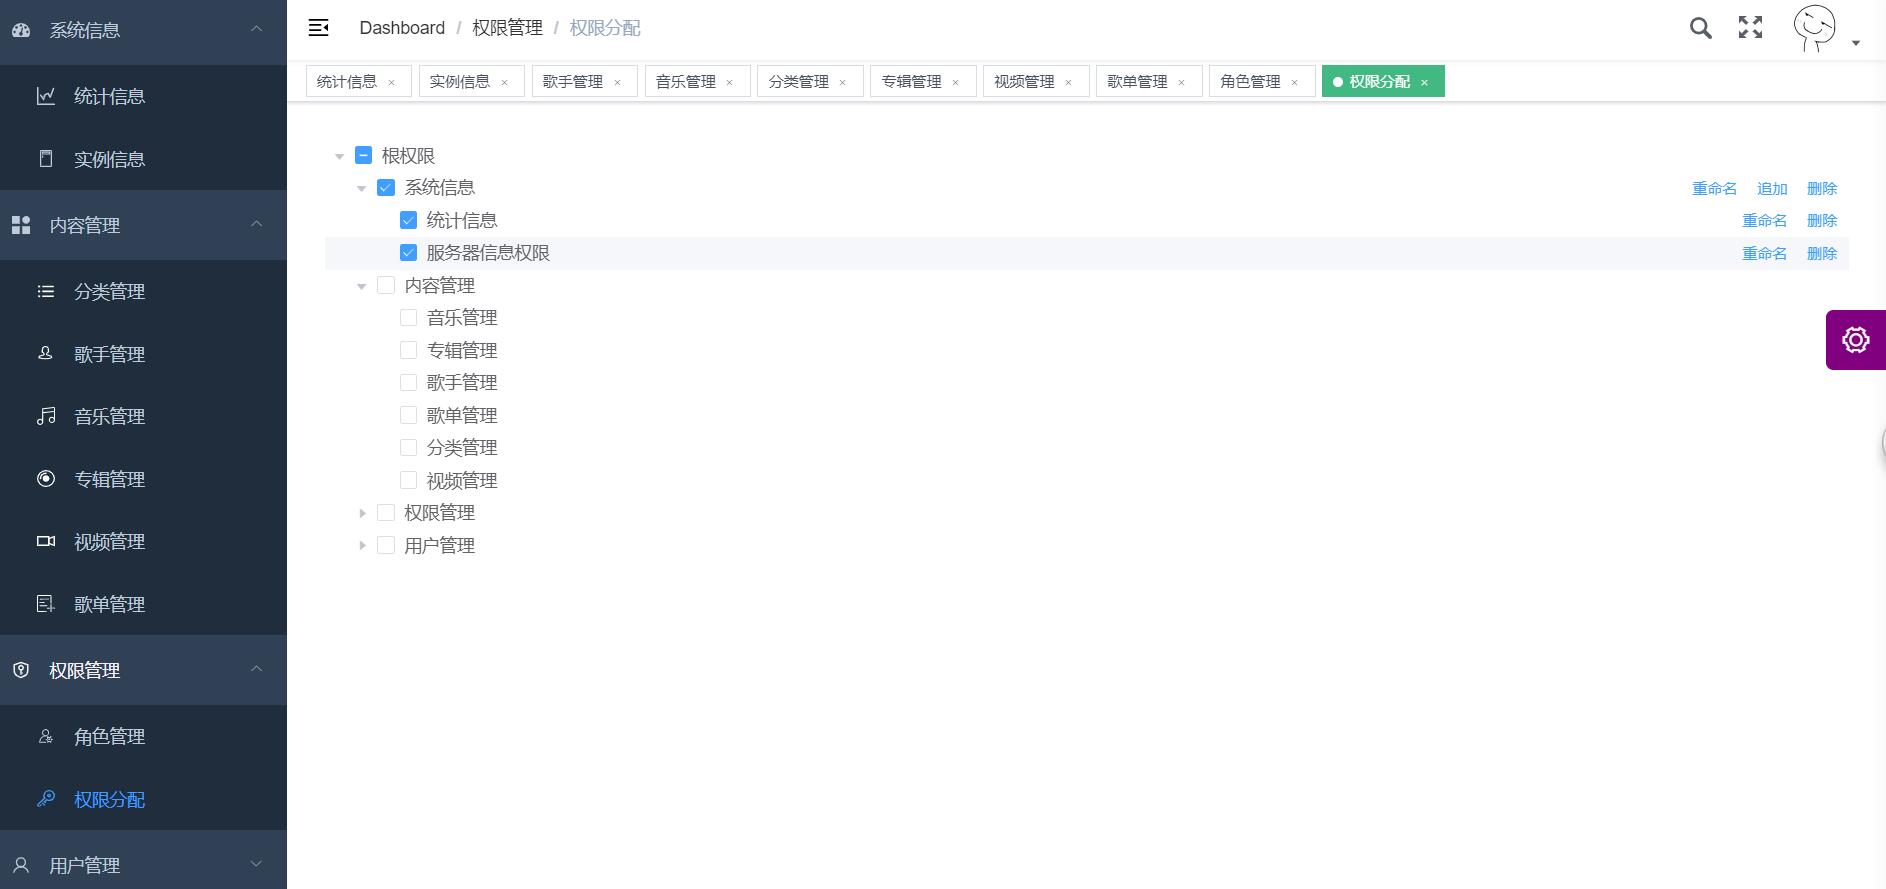 系统信息
统计信息
实例信息
内容管理
分类管理
歌手管理
音乐管理
专辑管理
视频管理
歌单管理
权限管理
角色管理
权限分配
用户管理
Dashboard / 权限管理 / 权限分配
统计信息 × 实例信息 × 歌手管理 × 音乐管理 × 分类管理 × 专辑管理 × 视频管理 × 歌单管理 × 角色管理 × 权限分配 ×
根权限
系统信息 重命名 追加 删除
统计信息 重命名 删除
服务器信息权限 重命名 删除
内容管理
音乐管理
专辑管理
歌手管理
歌单管理
分类管理
视频管理
权限管理
用户管理